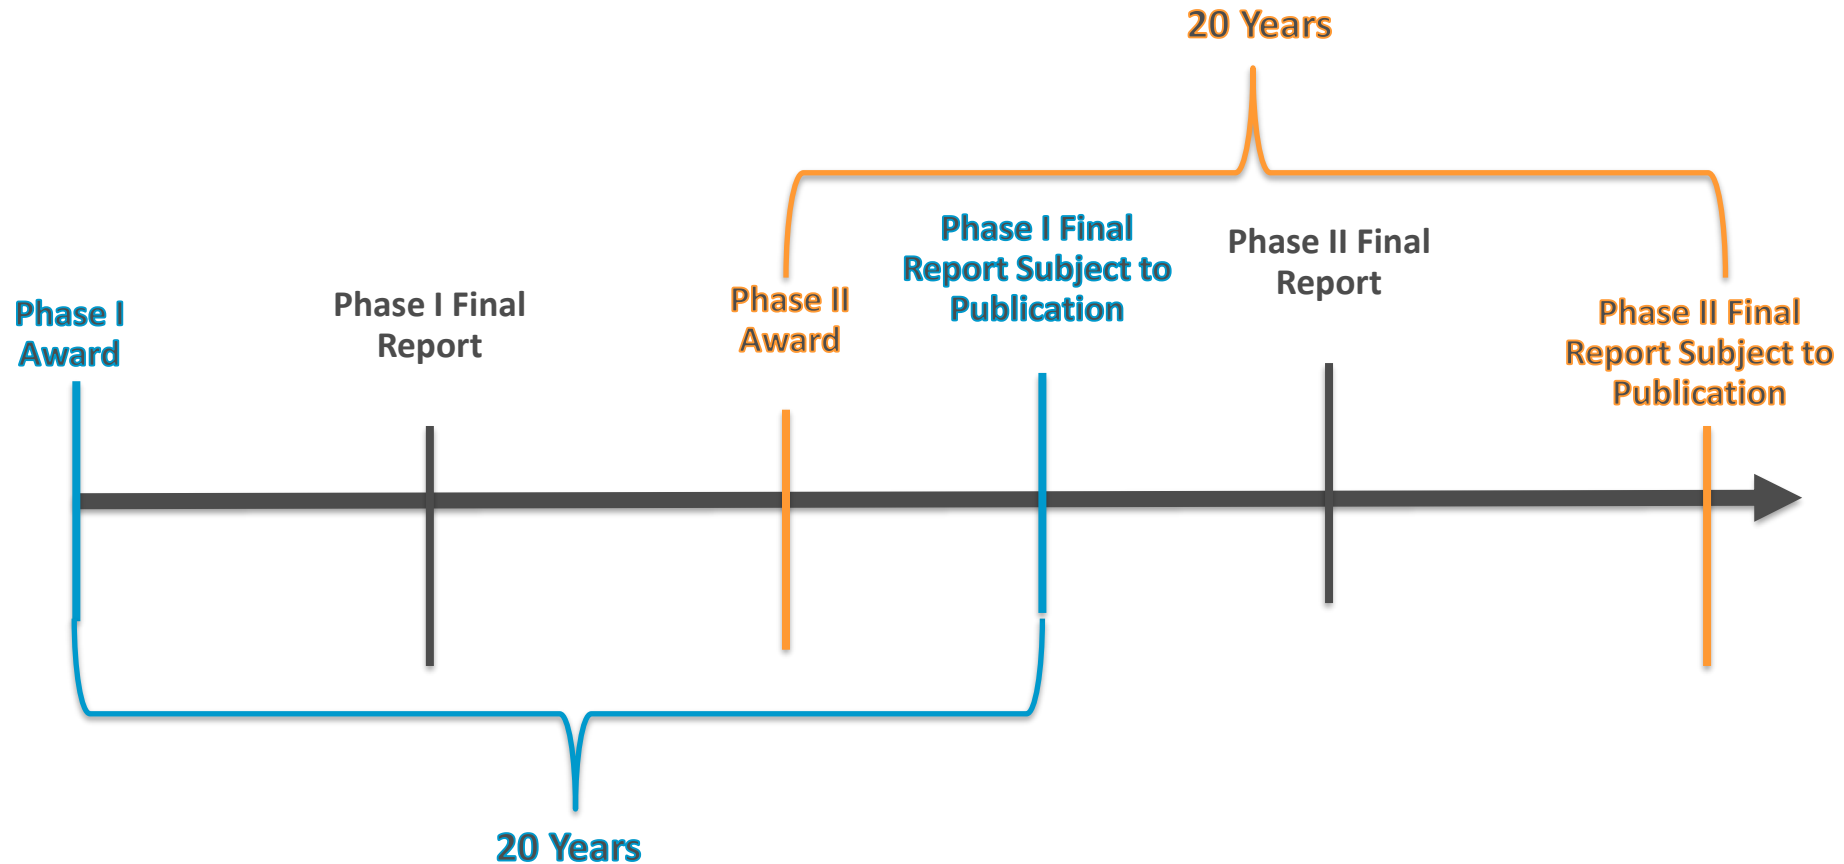 20 Years
Phase I
Award
Phase I Final
Report
Phase II
Award
Phase I Final
Report Subject to
Publication
Phase II Final
Report
Phase II Final
Report Subject to
Publication
20 Years